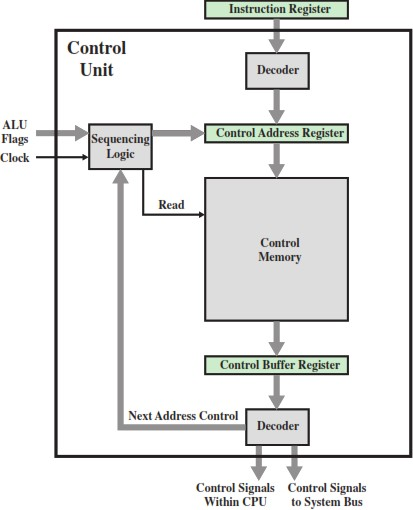 Instruction Register
Control
Unit
Decoder
ALU
Flags
Clock
Sequencing
Logic
Control Address Register
Read
Control
Memory
Control Buffer Register
Next Address Control
Decoder
Control Signals
Within CPU
Control Signals
to System Bus